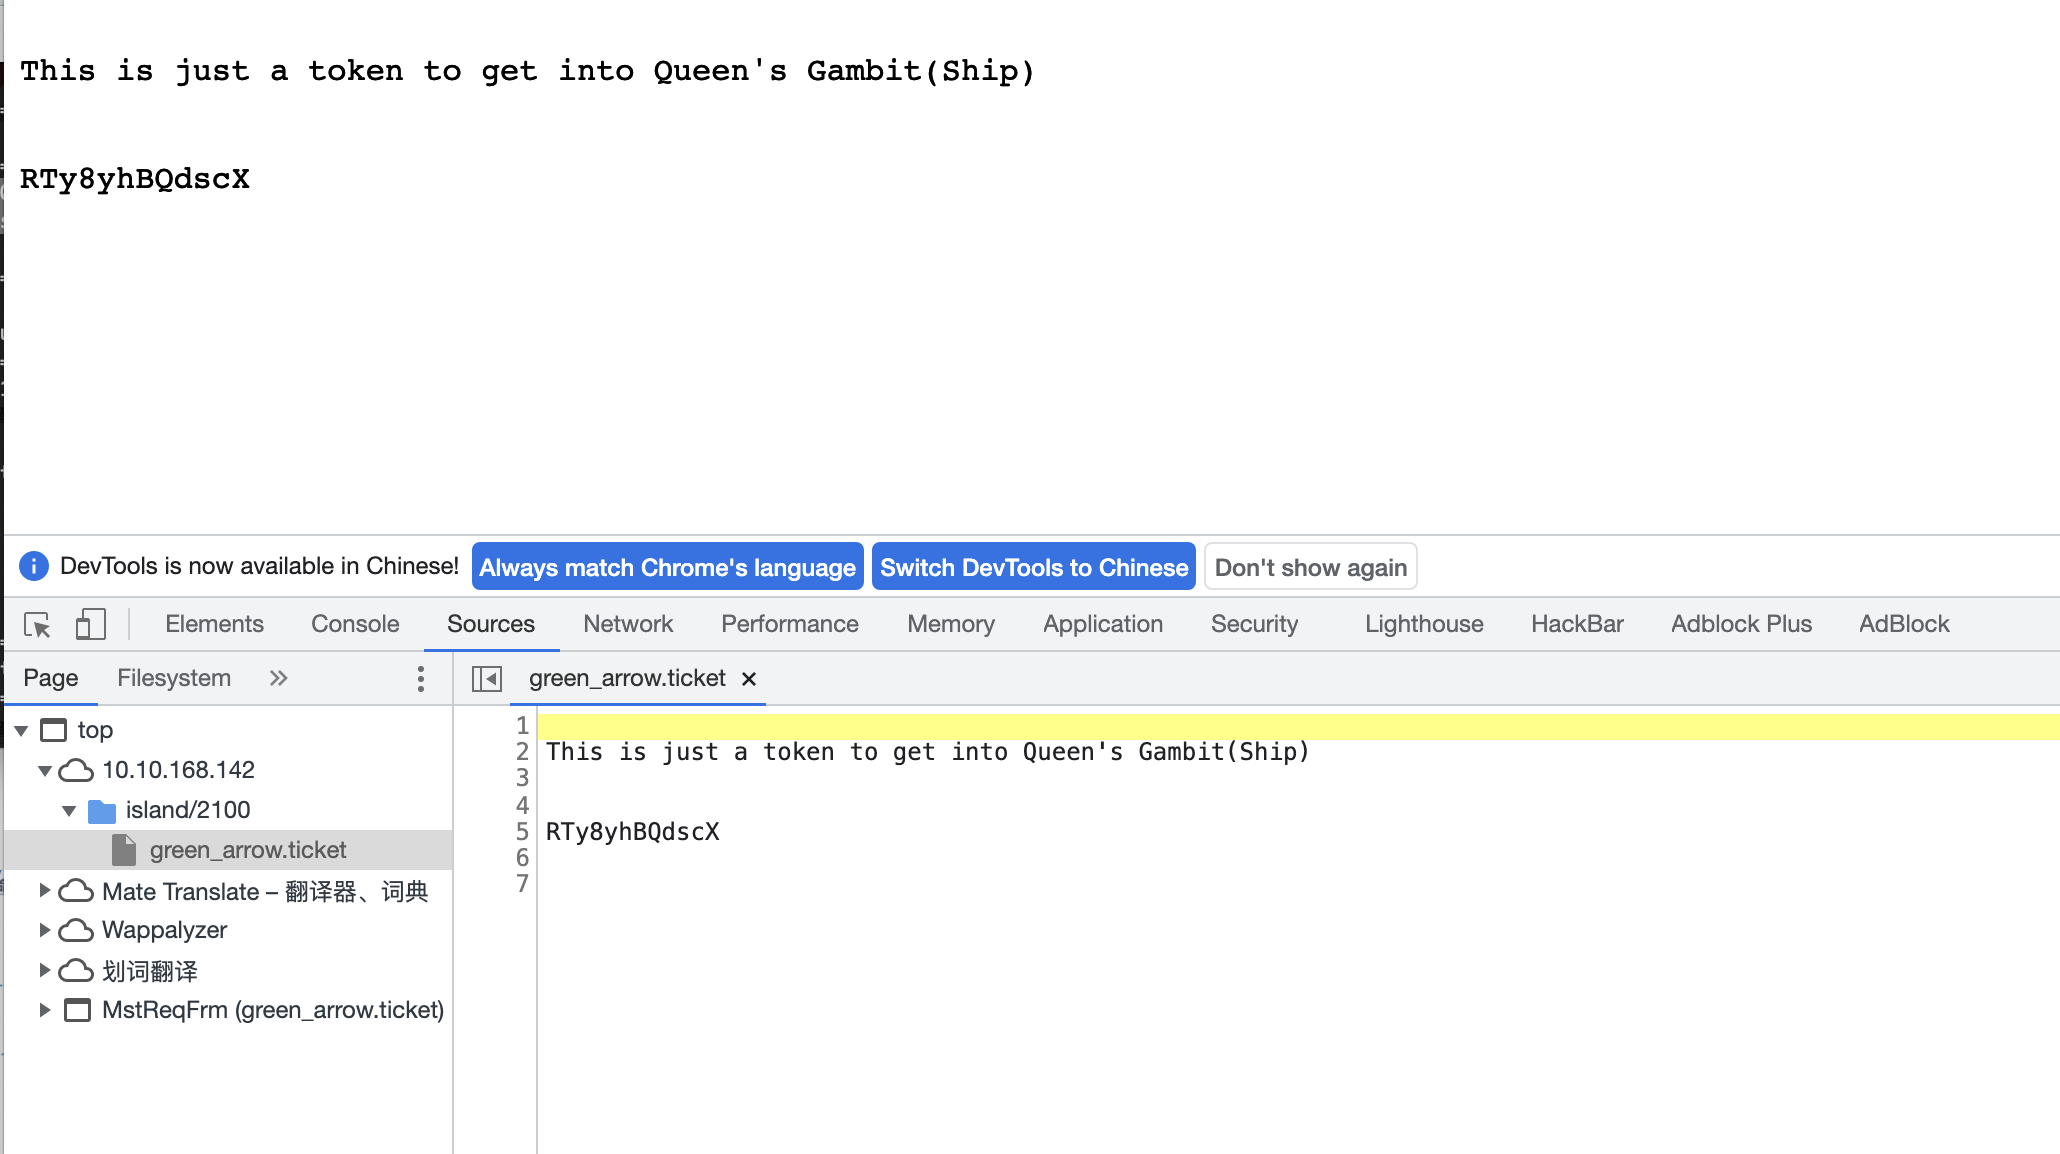 This is just a token to get into Queen's Gambit(Ship)
RTy8yhBQdscX
DevTools is now available in Chinese! Always match Chrome's language Switch DevTools to Chinese Don't show again
Elements Console Sources Network Performance Memory Application Security Lighthouse HackBar Adblock Plus AdBlock
Page Filesystem » green_arrow.ticket ×
top
10.10.168.142
island/2100
green_arrow.ticket
Mate Translate – 翻译器、词典
Wappalyzer
划词翻译
MstReqFrm (green_arrow.ticket)
1
2 This is just a token to get into Queen's Gambit(Ship)
3
4
5 RTy8yhBQdscX
6
7